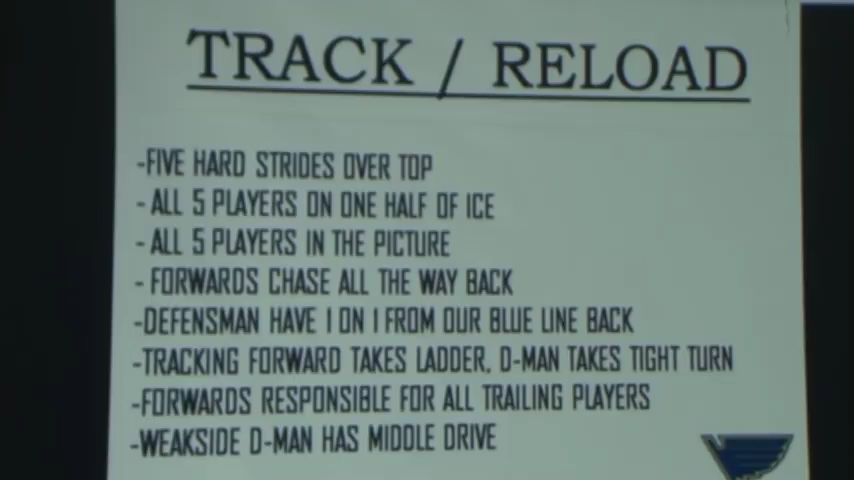 TRACK / RELOAD
-FIVE HARD STRIDES OVER TOP
- ALL 5 PLAYERS ON ONE HALF OF ICE
- ALL 5 PLAYERS IN THE PICTURE
- FORWARDS CHASE ALL THE WAY BACK
-DEFENSMAN HAVE 1 ON 1 FROM OUR BLUE LINE BACK
-TRACKING FORWARD TAKES LADDER, D-MAN TAKES TIGHT TURN
-FORWARDS RESPONSIBLE FOR ALL TRAILING PLAYERS
-WEAKSIDE D-MAN HAS MIDDLE DRIVE